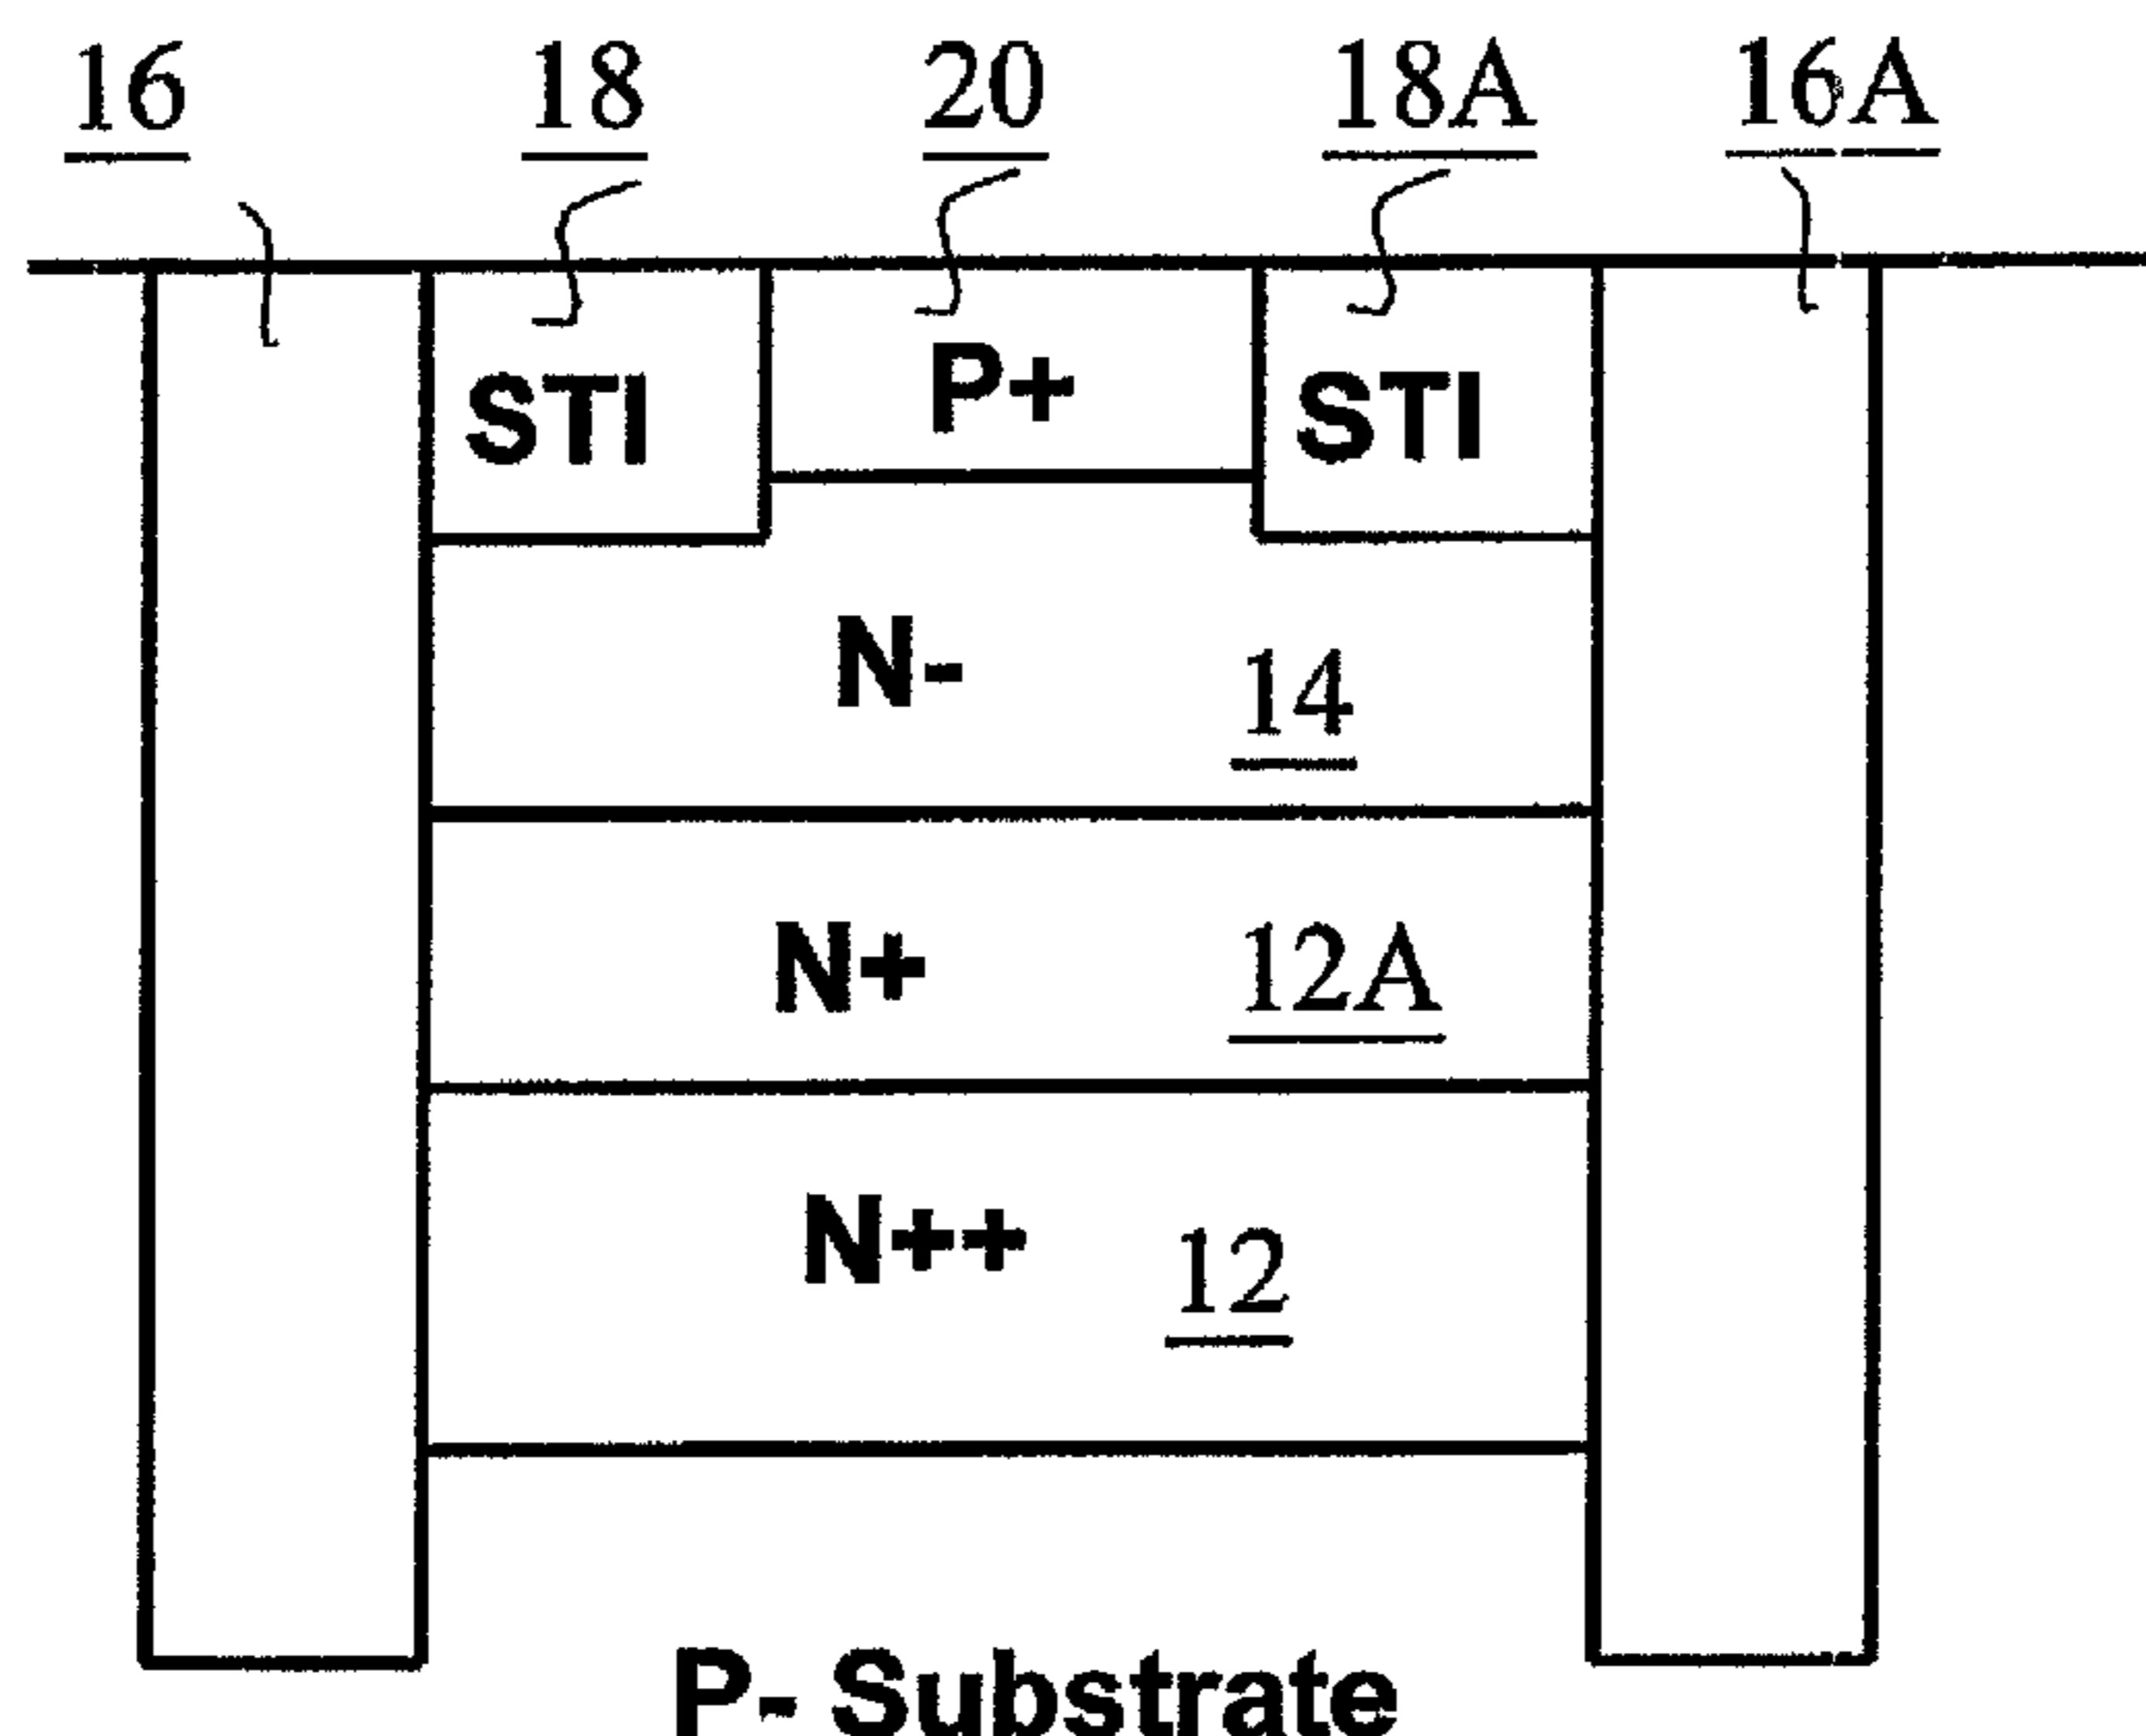 16 18 20 18A 16A
STI P+ STI
N- 14
N+ 12A
N++ 12
P- Substrate